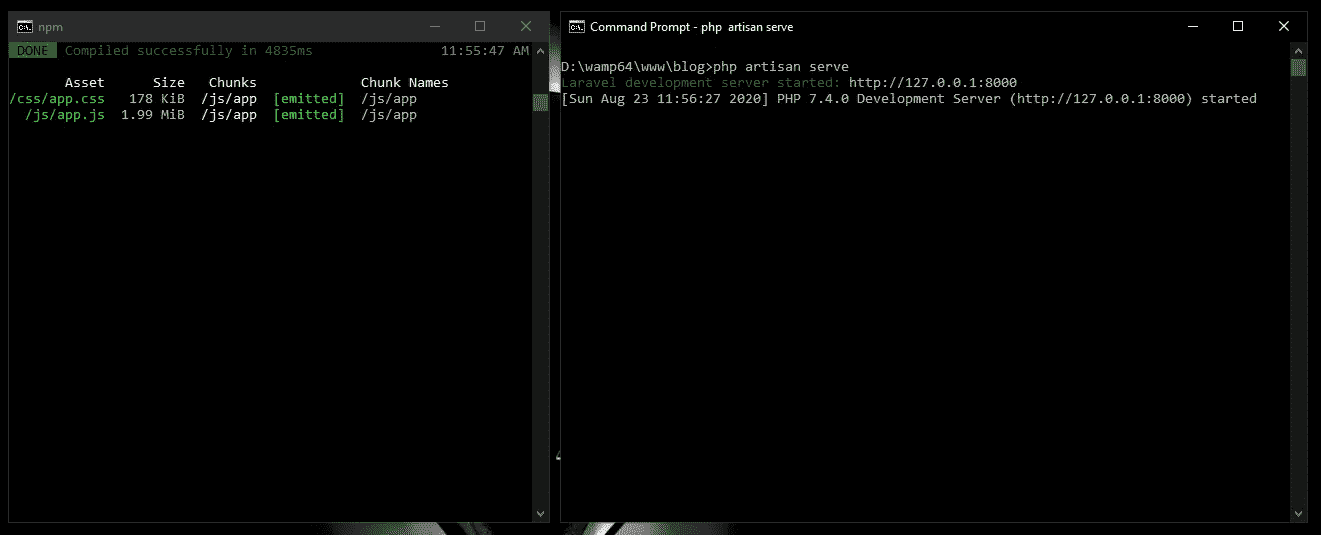 npm
DONE Compiled successfully in 4835ms 11:55:47 AM
Asset Size Chunks Chunk Names
/css/app.css 178 KiB /js/app [emitted] /js/app
/js/app.js 1.99 MiB /js/app [emitted] /js/app
Command Prompt - php artisan serve
D:\wamp64\www\blog>php artisan serve
Laravel development server started: http://127.0.0.1:8000
[Sun Aug 23 11:56:27 2020] PHP 7.4.0 Development Server (http://127.0.0.1:8000) started